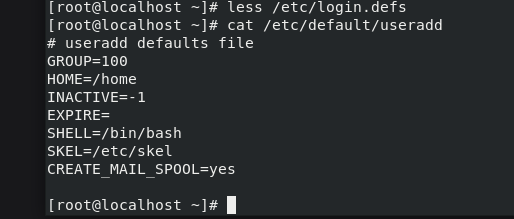 [root@localhost ~]# less /etc/login.defs
[root@localhost ~]# cat /etc/default/useradd
# useradd defaults file
GROUP=100
HOME=/home
INACTIVE=-1
EXPIRE=
SHELL=/bin/bash
SKEL=/etc/skel
CREATE_MAIL_SPOOL=yes
[root@localhost ~]#